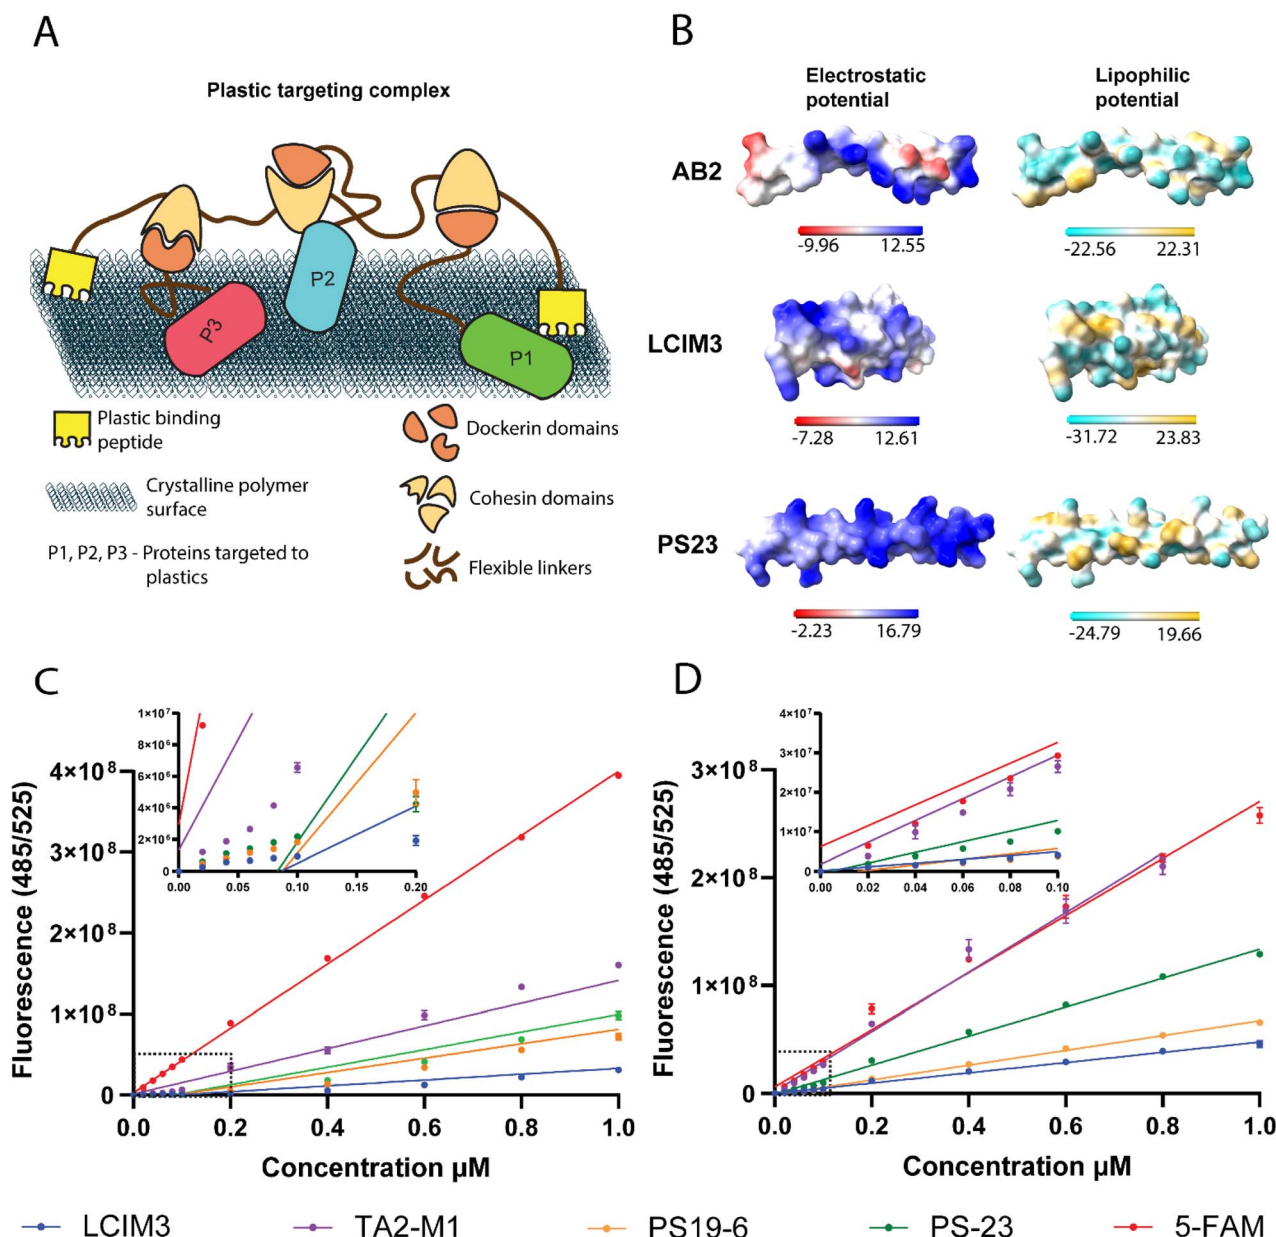 A
Plastic targeting complex
P3
P2
P1
Plastic binding
peptide
Crystalline polymer
surface
P1, P2, P3 - Proteins targeted to
plastics
Dockerin domains
Cohesin domains
Flexible linkers
B
Electrostatic
potential
Lipophilic
potential
AB2
-9.96 12.55
-22.56 22.31
LCIM3
-7.28 12.61
-31.72 23.83
PS23
-2.23 16.79
-24.79 19.66
C
Fluorescence (485/525)
4×10⁸
3×10⁸
2×10⁸
1×10⁸
0
0.0 0.2 0.4 0.6 0.8 1.0
Concentration µM
1×10⁷
8×10⁶
6×10⁶
4×10⁶
2×10⁶
0
0.00 0.05 0.10 0.15 0.20
D
Fluorescence (485/525)
3×10⁸
2×10⁸
1×10⁸
0
0.0 0.2 0.4 0.6 0.8 1.0
Concentration µM
4×10⁷
3×10⁷
2×10⁷
1×10⁷
0
0.00 0.02 0.04 0.06 0.08 0.10
LCIM3 TA2-M1 PS19-6 PS-23 5-FAM